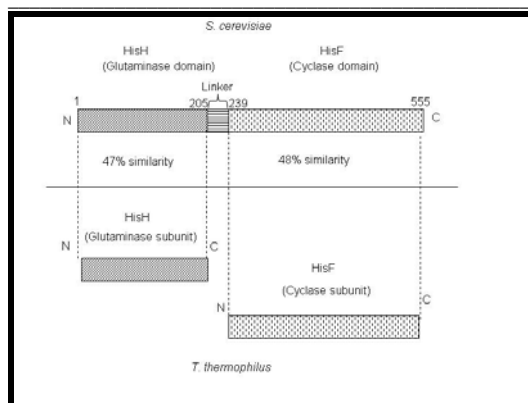 S. cerevisiae
HisH
(Glutaminase domain)
HisF
(Cyclase domain)
Linker
1
205
239
555
N
C
47% similarity
48% similarity
HisH
(Glutaminase subunit)
N
C
HisF
(Cyclase subunit)
N
C
T. thermophilus